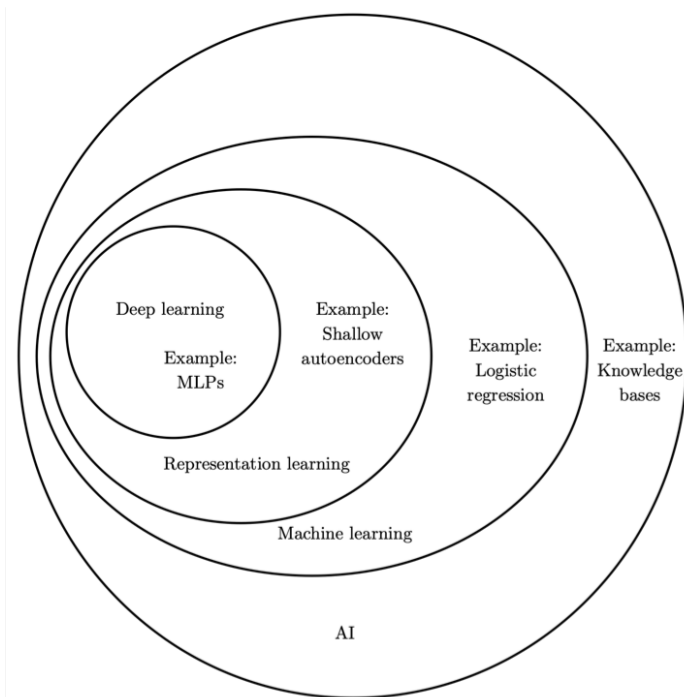 Deep learning
Example:
MLPs
Example:
Shallow
autoencoders
Example:
Logistic
regression
Example:
Knowledge
bases
Representation learning
Machine learning
AI